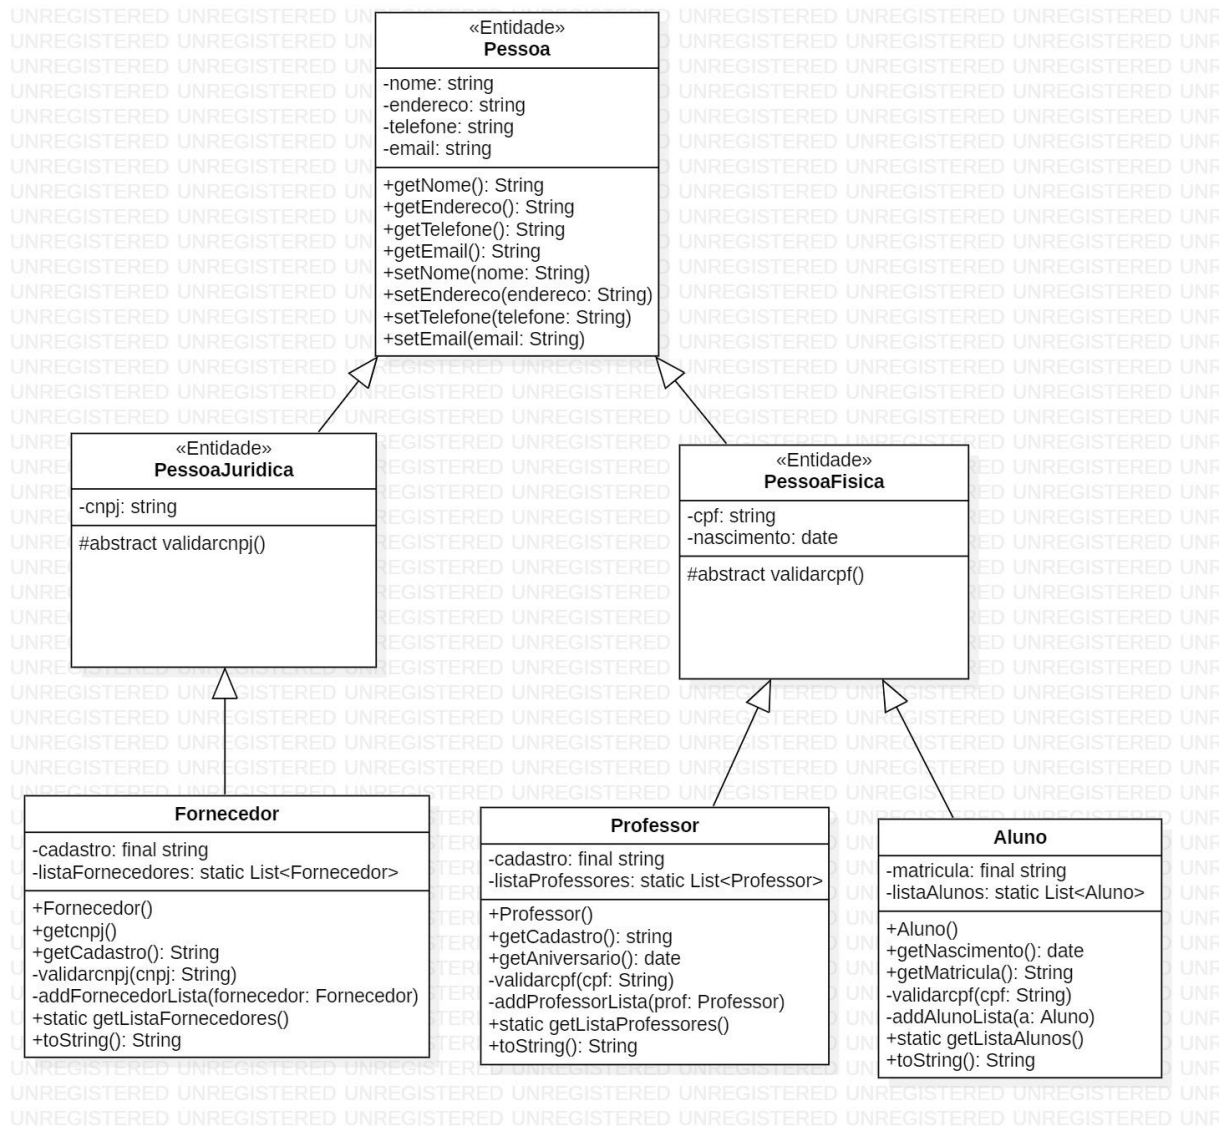 «Entidade»
Pessoa
-nome: string
-endereco: string
-telefone: string
-email: string
+getNome(): String
+getEndereco(): String
+getTelefone(): String
+getEmail(): String
+setNome(nome: String)
+setEndereco(endereco: String)
+setTelefone(telefone: String)
+setEmail(email: String)
«Entidade»
PessoaJuridica
-cnpj: string
#abstract validarcnpj()
«Entidade»
PessoaFisica
-cpf: string
-nascimento: date
#abstract validarcpf()
Fornecedor
-cadastro: final string
-listaFornecedores: static List<Fornecedor>
+Fornecedor()
+getcnpj()
+getCadastro(): String
-validarcnpj(cnpj: String)
-addFornecedorLista(fornecedor: Fornecedor)
+static getListaFornecedores()
+toString(): String
Professor
-cadastro: final string
-listaProfessores: static List<Professor>
+Professor()
+getCadastro(): string
+getAniversario(): date
-validarcpf(cpf: String)
-addProfessorLista(prof: Professor)
+static getListaProfessores()
+toString(): String
Aluno
-matricula: final string
-listaAlunos: static List<Aluno>
+Aluno()
+getNascimento(): date
+getMatricula(): String
-validarcpf(cpf: String)
-addAlunoLista(a: Aluno)
+static getListaAlunos()
+toString(): String
UNREGISTERED